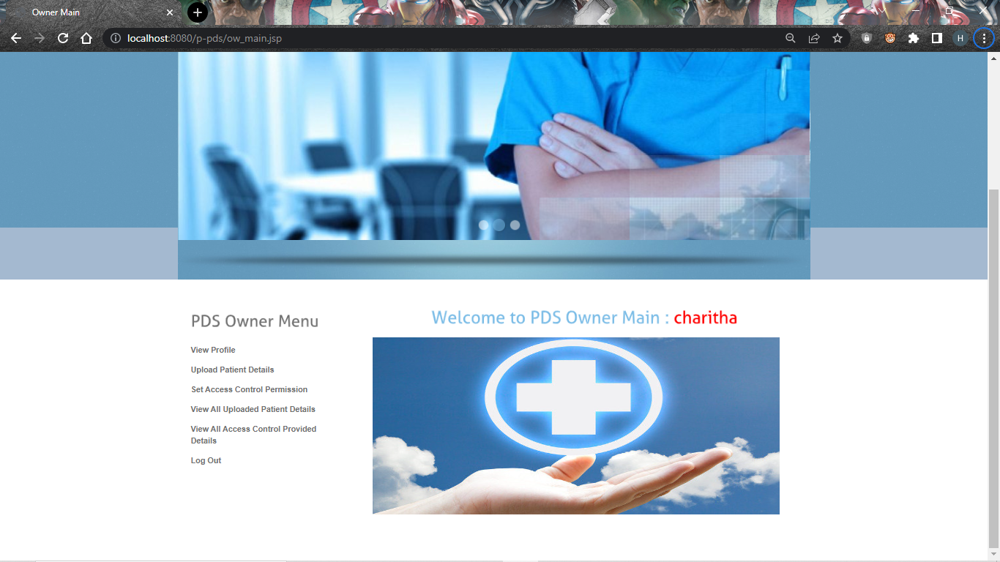 Owner Main
localhost:8080/p-pds/ow_main.jsp
H
Welcome to PDS Owner Main : charitha
PDS Owner Menu
View Profile
Upload Patient Details
Set Access Control Permission
View All Uploaded Patient Details
View All Access Control Provided
Details
Log Out